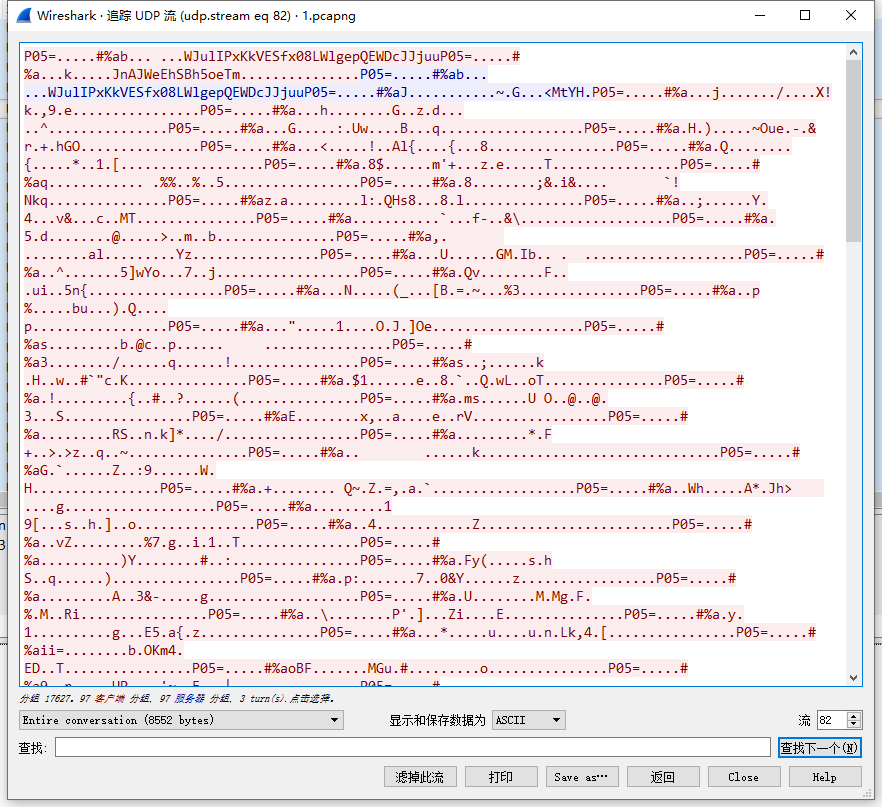 Wireshark · 追踪 UDP 流 (udp.stream eq 82) · 1.pcapng
P05=.....#%ab... ...WJulIPxKkVESfx08LWlgepQEWDcJJjuuP05=.....#
%a...k.....JnAJWeEhSBh5oeTm...............P05=.....#%ab...
...WJulIPxKkVESfx08LWlgepQEWDcJJjuuP05=.....#%aJ...........~.G...<MtYH.P05=.....#%a...j......./....X!
k.,9.e................P05=.....#%a...h........G..z.d...
..^...............P05=.....#%a...G.....:.Uw....B...q..................P05=.....#%a.H.).....~Oue.-.&
r.+.hGO...............P05=.....#%a...<.....!..Al{....{...8................P05=.....#%a.Q........
{.....*..1.[..................P05=.....#%a.8$.......m'+....z.e.....T................P05=.....#
%aq............ .%%..%..5.................P05=.....#%a.8........;&.i&....       `!
Nkq...............P05=.....#%az.a.........l:.QHs8...8.l...............P05=.....#%a..;......Y.
4...v&...c..MT...............P05=.....#%a...........`...f-..&\...................P05=.....#%a.
5.d........@.....>..m..b...............P05=.....#%a,.
........al.........Yz................P05=.....#%a...U......GM.Ib.. .  ....................P05=.....#
%a..^.......5]wYo...7..j..................P05=.....#%a.Qv........F..
.ui..5n{.................P05=.....#%a...N.....(_...[B.=.~...%3...............P05=.....#%a..p
%.....bu...).Q....
p.................P05=.....#%a...".....1....O.J.]Oe...................P05=.....#
%as.........b.@c..p......     ................P05=.....#
%a3......../......q......!................P05=.....#%as..;......k
.H..w..#`"c.K...............P05=.....#%a.$1......e..8.`..Q.wL..oT...............P05=.....#
%a.!.........{..#..?......(...............P05=.....#%a.ms......U O..@..@.
3...S................P05=.....#%aE........x,..a....e..rV.................P05=.....#
%a.........RS..n.k]*..../.................P05=.....#%a.........*.F
+..>.>z..q..~...............P05=.....#%a..        ......k..............................P05=.....#
%aG.`......Z..:9......W.
H................P05=.....#%a.+........ Q~.Z.=,.a.`..................P05=.....#%a..Wh.....A*.Jh>
....g...................P05=.....#%a.........1
9[...s..h.]..o...............P05=.....#%a..4............Z........................P05=.....#
%a..vZ.........%7.g..i.1..T...............P05=.....#
%a..........)Y........#..:................P05=.....#%a.Fy(.....s.h
S..q......)................P05=.....#%a.p:.......7..0&Y......z.................P05=.....#
%a.........A..3&-.....g...................P05=.....#%a.U........M.Mg.F.
%.M..Ri................P05=.....#%a..\........P'.]...Zi....E...............P05=.....#%a.y.
1..........g...E5.a{.z...............P05=.....#%a...*.....u....u.n.Lk,4.[................P05=.....#
%aii=........b.OKm4.
ED..T................P05=.....#%aoBF.......MGu.#.........o................P05=.....#
分组 17627。97 客户端 分组, 97 服务器 分组, 3 turn(s).点击选择。
Entire conversation (8552 bytes)
显示和保存数据为 ASCII
流 82
查找:
查找下一个(N)
滤掉此流
打印
Save as…
返回
Close
Help